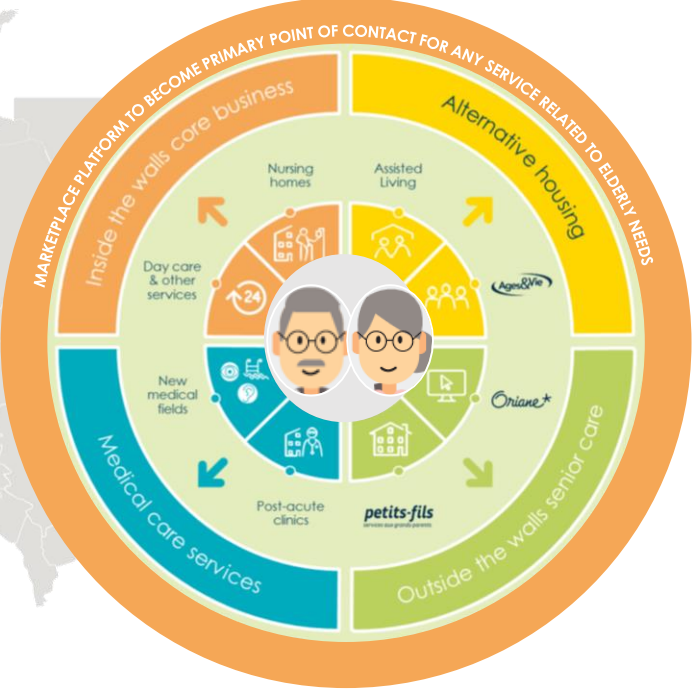 MARKETPLACE PLATFORM TO BECOME PRIMARY POINT OF CONTACT FOR ANY SERVICE RELATED TO ELDERLY NEEDS
Inside the walls core business
Alternative housing
Nursing
homes
Assisted
Living
Day care
& other
services
24
Ages&Vie
New
medical
fields
Oriane
Post-acute
clinics
petits-fils
services aux grands-parents
Medical care services
Outside the walls senior care